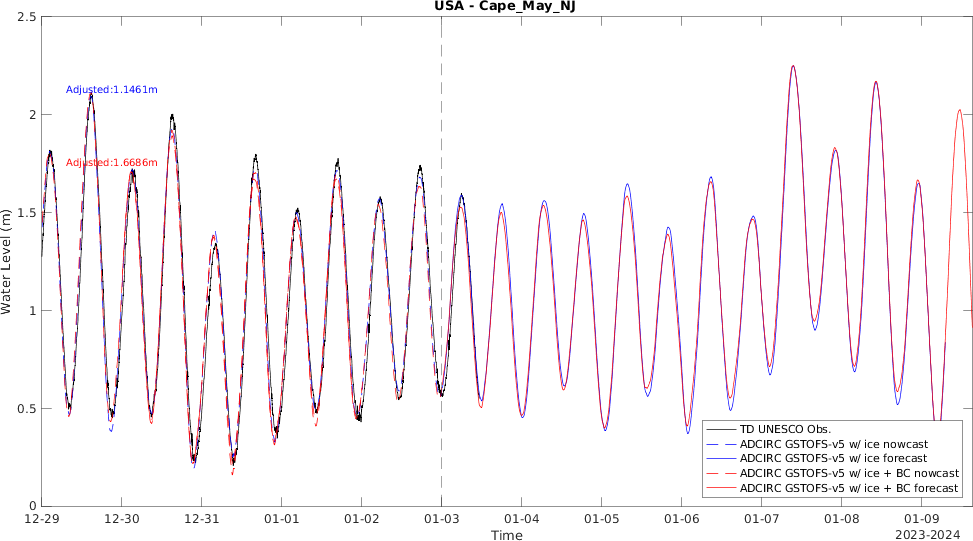 USA - Cape_May_NJ
2.5
2
1.5
1
0.5
0
Water Level (m)
Adjusted:1.1461m
Adjusted:1.6686m
TD UNESCO Obs.
ADCIRC GSTOFS-v5 w/ ice nowcast
ADCIRC GSTOFS-v5 w/ ice forecast
ADCIRC GSTOFS-v5 w/ ice + BC nowcast
ADCIRC GSTOFS-v5 w/ ice + BC forecast
12-29 12-30 12-31 01-01 01-02 01-03 01-04 01-05 01-06 01-07 01-08 01-09
Time
2023-2024